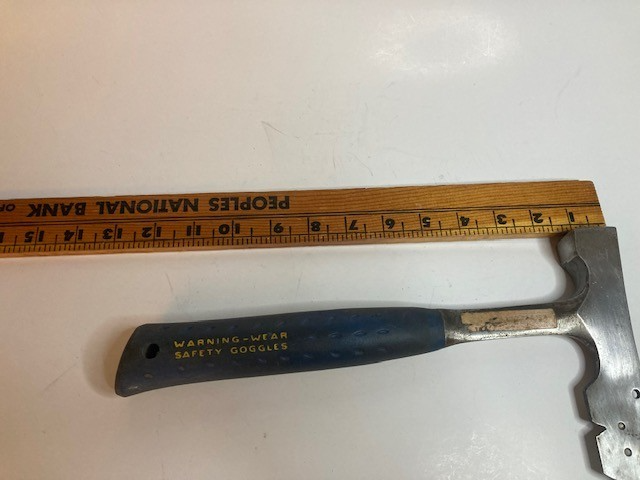 PEOPLES NATIONAL BANK OF
1 2 3 4 5 6 7 8 9 10 11 12 13 14 15
WARNING-WEAR
SAFETY GOGGLES